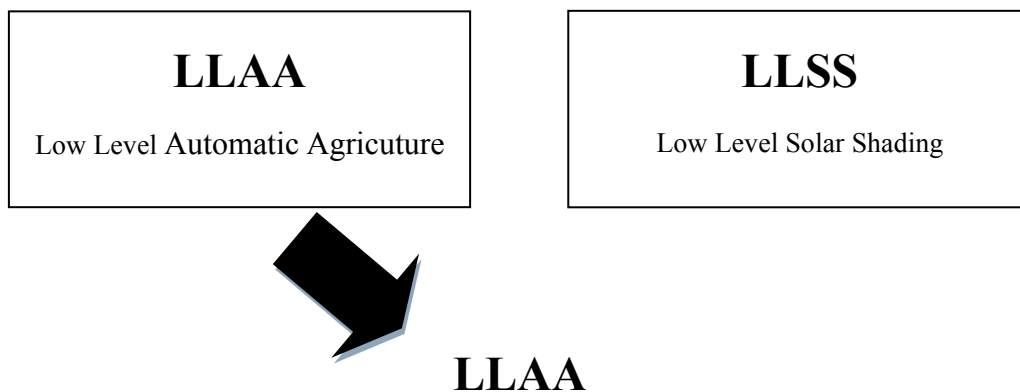 LLAA
Low Level Automatic Agricuture
LLSS
Low Level Solar Shading
LLAA